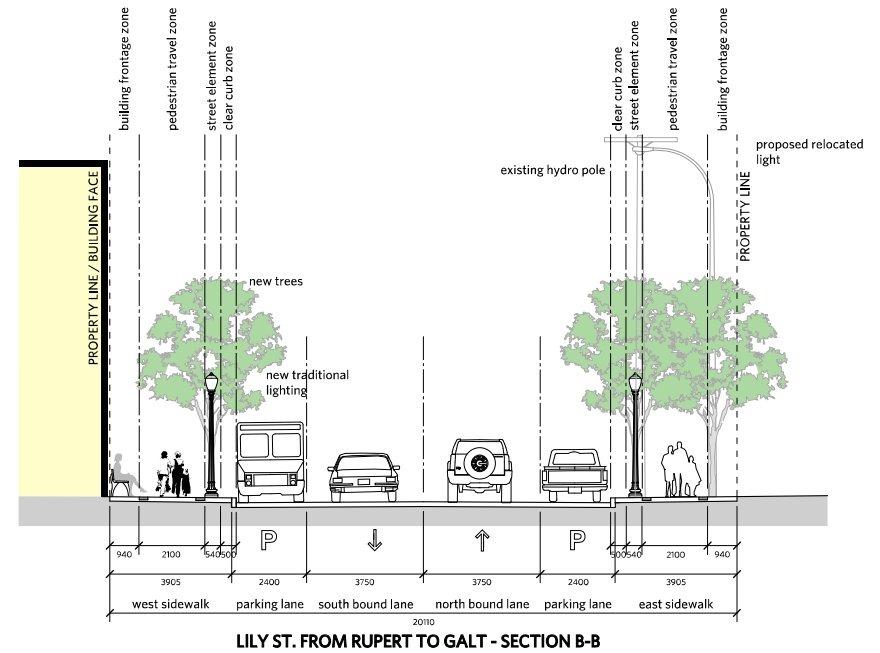 building frontage zone
pedestrian travel zone
street element zone
clear curb zone
clear curb zone
street element zone
pedestrian travel zone
building frontage zone
proposed relocated
light
existing hydro pole
PROPERTY LINE / BUILDING FACE
PROPERTY LINE
new trees
new traditional
lighting
P ↓ ↑ P
940 2100 540 500 500 540 2100 940
3905 2400 3750 3750 2400 3905
west sidewalk parking lane south bound lane north bound lane parking lane east sidewalk
20110
LILY ST. FROM RUPERT TO GALT - SECTION B-B